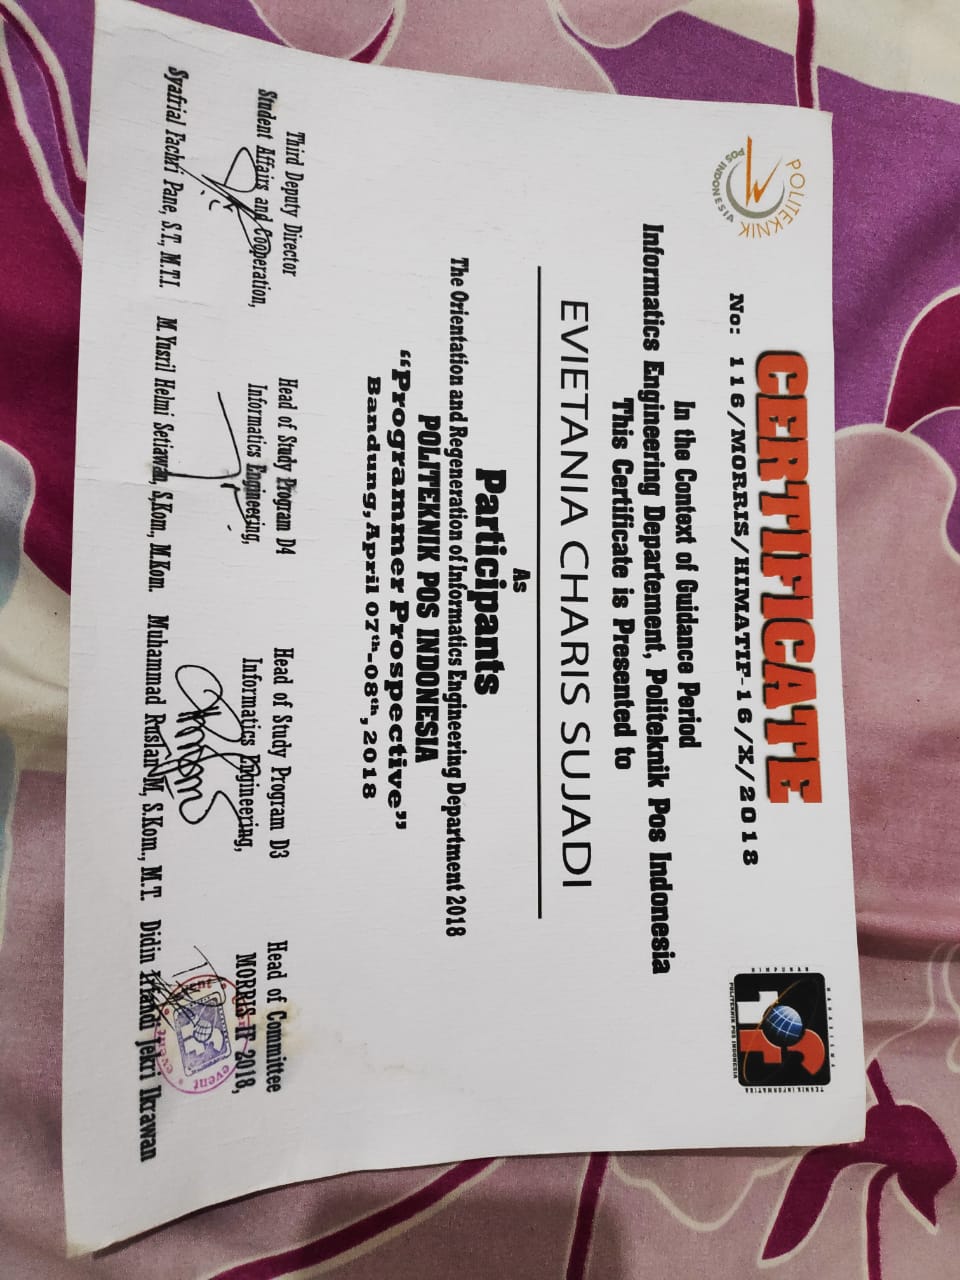 POLITEKNIK
POS INDONESIA
CERTIFICATE
No: 116/MORRIS/HIMATIF-16/X/2018
HIMPUNAN MAHASISWA
TEKNIK INFORMATIKA
POLITEKNIK POS INDONESIA
In the Context of Guidance Period
Informatics Engineering Departement, Politeknik Pos Indonesia
This Certificate is Presented to
EVIETANIA CHARIS SUJADI
As
Participants
The Orientation and Regeneration of Informatics Engineering Department 2018
POLITEKNIK POS INDONESIA
“Programmer Prospective”
Bandung, April 07th-08th, 2018
Third Deputy Director
Student Affairs and Cooperation,
Syafrial Fachri Pane, S.T., M.T.I.
Head of Study Program D4
Informatics Engineering,
M. Yusril Helmi Setiawan, S,Kom., M.Kom.
Head of Study Program D3
Informatics Engineering,
Muhammad Ruslan M, S.Kom., M.T.
Head of Committee
MORRIS IF 2018,
event
event
Didin Irfandi jekri Ikrawan